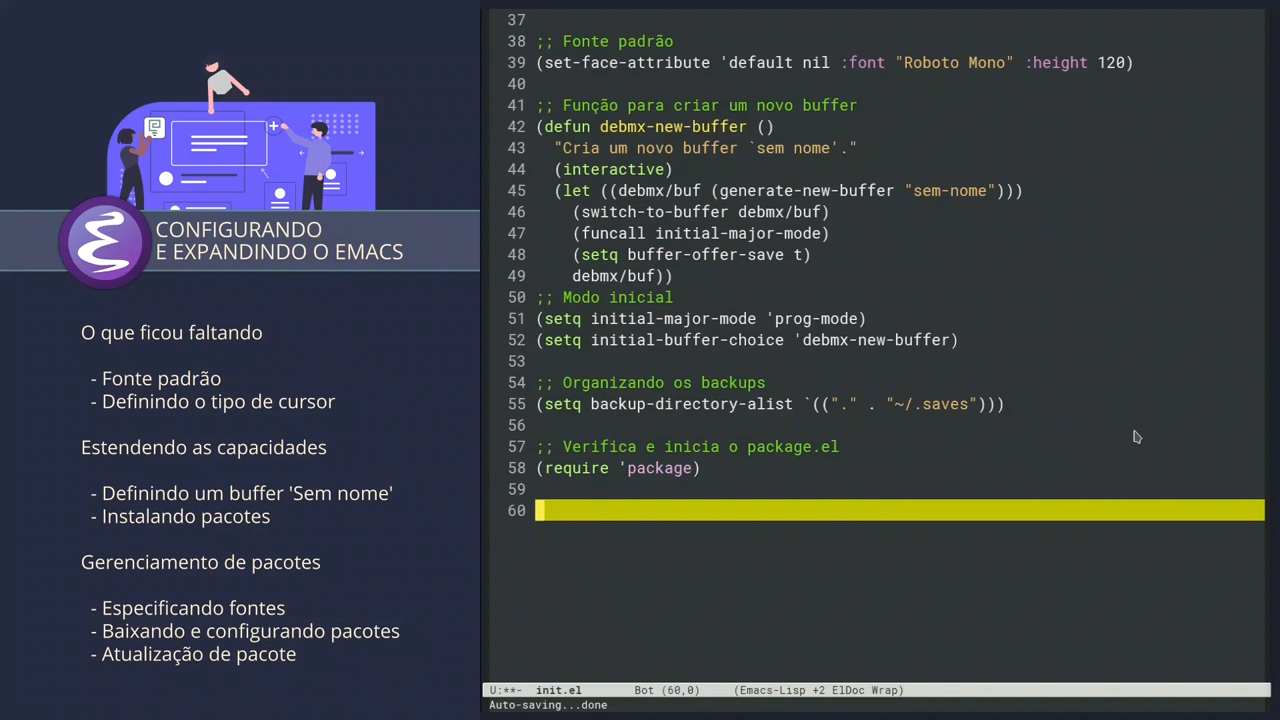 CONFIGURANDO
E EXPANDINDO O EMACS
O que ficou faltando
- Fonte padrão
- Definindo o tipo de cursor
Estendendo as capacidades
- Definindo um buffer 'Sem nome'
- Instalando pacotes
Gerenciamento de pacotes
- Especificando fontes
- Baixando e configurando pacotes
- Atualização de pacote
37
38 ;; Fonte padrão
39 (set-face-attribute 'default nil :font "Roboto Mono" :height 120)
40
41 ;; Função para criar um novo buffer
42 (defun debmx-new-buffer ()
43   "Cria um novo buffer `sem nome'."
44   (interactive)
45   (let ((debmx/buf (generate-new-buffer "sem-nome")))
46     (switch-to-buffer debmx/buf)
47     (funcall initial-major-mode)
48     (setq buffer-offer-save t)
49     debmx/buf))
50 ;; Modo inicial
51 (setq initial-major-mode 'prog-mode)
52 (setq initial-buffer-choice 'debmx-new-buffer)
53
54 ;; Organizando os backups
55 (setq backup-directory-alist `(("." . "~/.saves")))
56
57 ;; Verifica e inicia o package.el
58 (require 'package)
59
60
U:**-  init.el      Bot (60,0)    (Emacs-Lisp +2 ElDoc Wrap)
Auto-saving...done